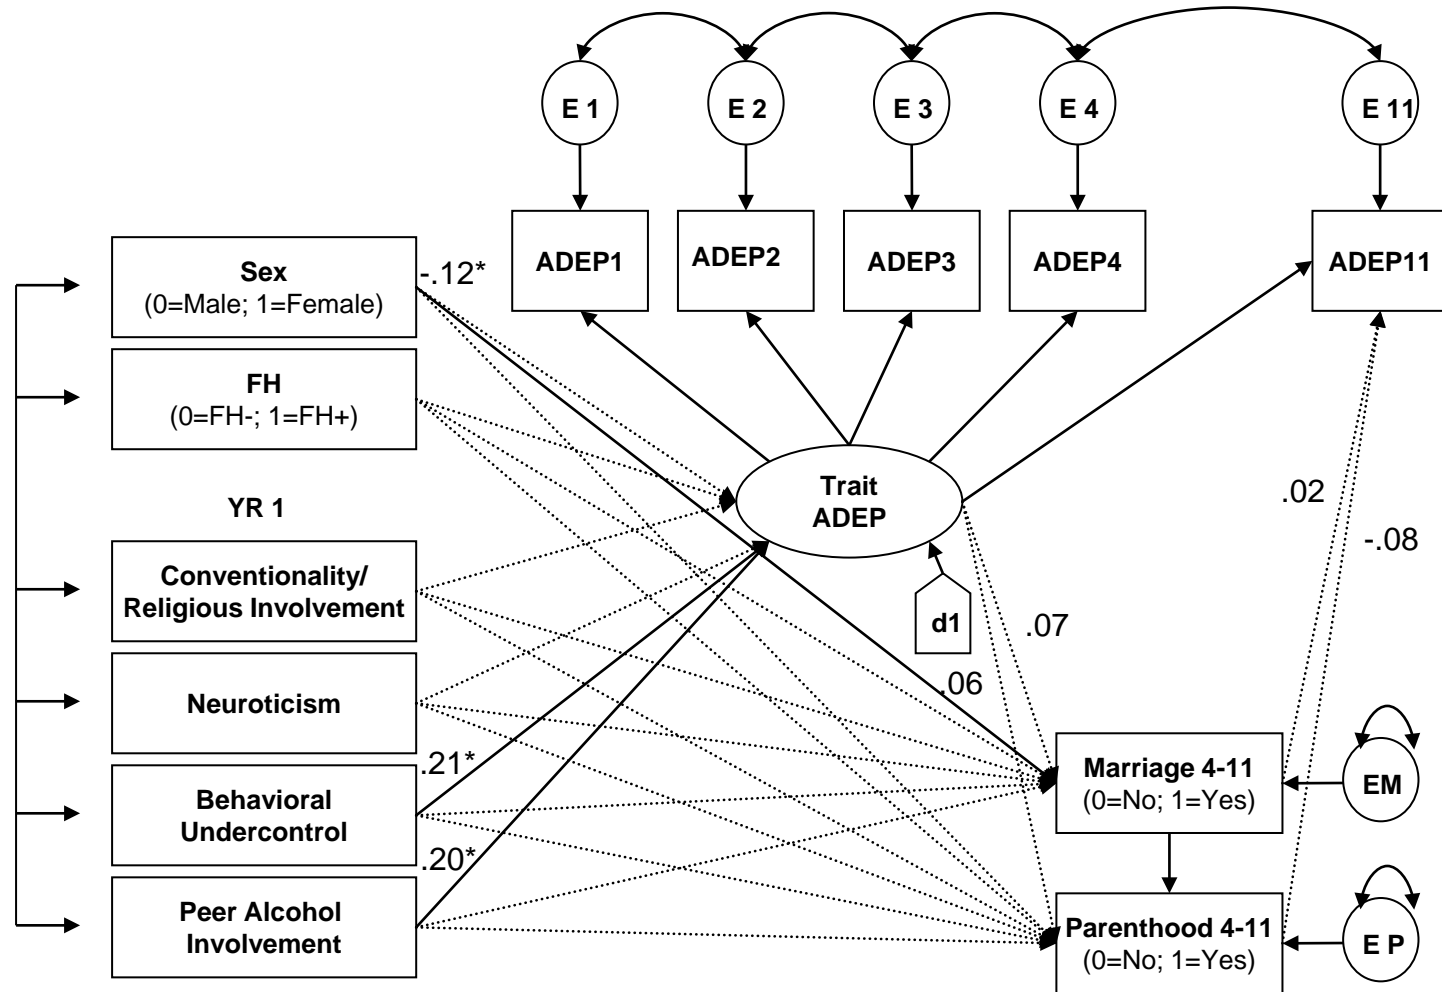 E 1
E 2
E 3
E 4
E 11
ADEP1
ADEP2
ADEP3
ADEP4
ADEP11
Sex
(0=Male; 1=Female)
-.12*
FH
(0=FH-; 1=FH+)
YR 1
Trait
ADEP
.02
-.08
Conventionality/
Religious Involvement
d1
.07
.06
Neuroticism
.21*
Behavioral
Undercontrol
.20*
Peer Alcohol
Involvement
Marriage 4-11
(0=No; 1=Yes)
EM
Parenthood 4-11
(0=No; 1=Yes)
E P